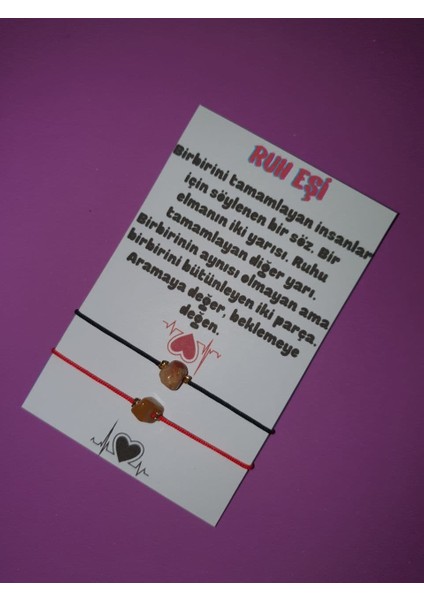 RUH EŞİ
Birbirini tamamlayan insanlar
için söylenen bir söz. Bir
elmanın iki yarısı. Ruhu
tamamlayan diğer yarı.
Birbirinin aynısı olmayan ama
birbirini bütünleyen iki parça.
Aramaya değer, beklemeye
değen.